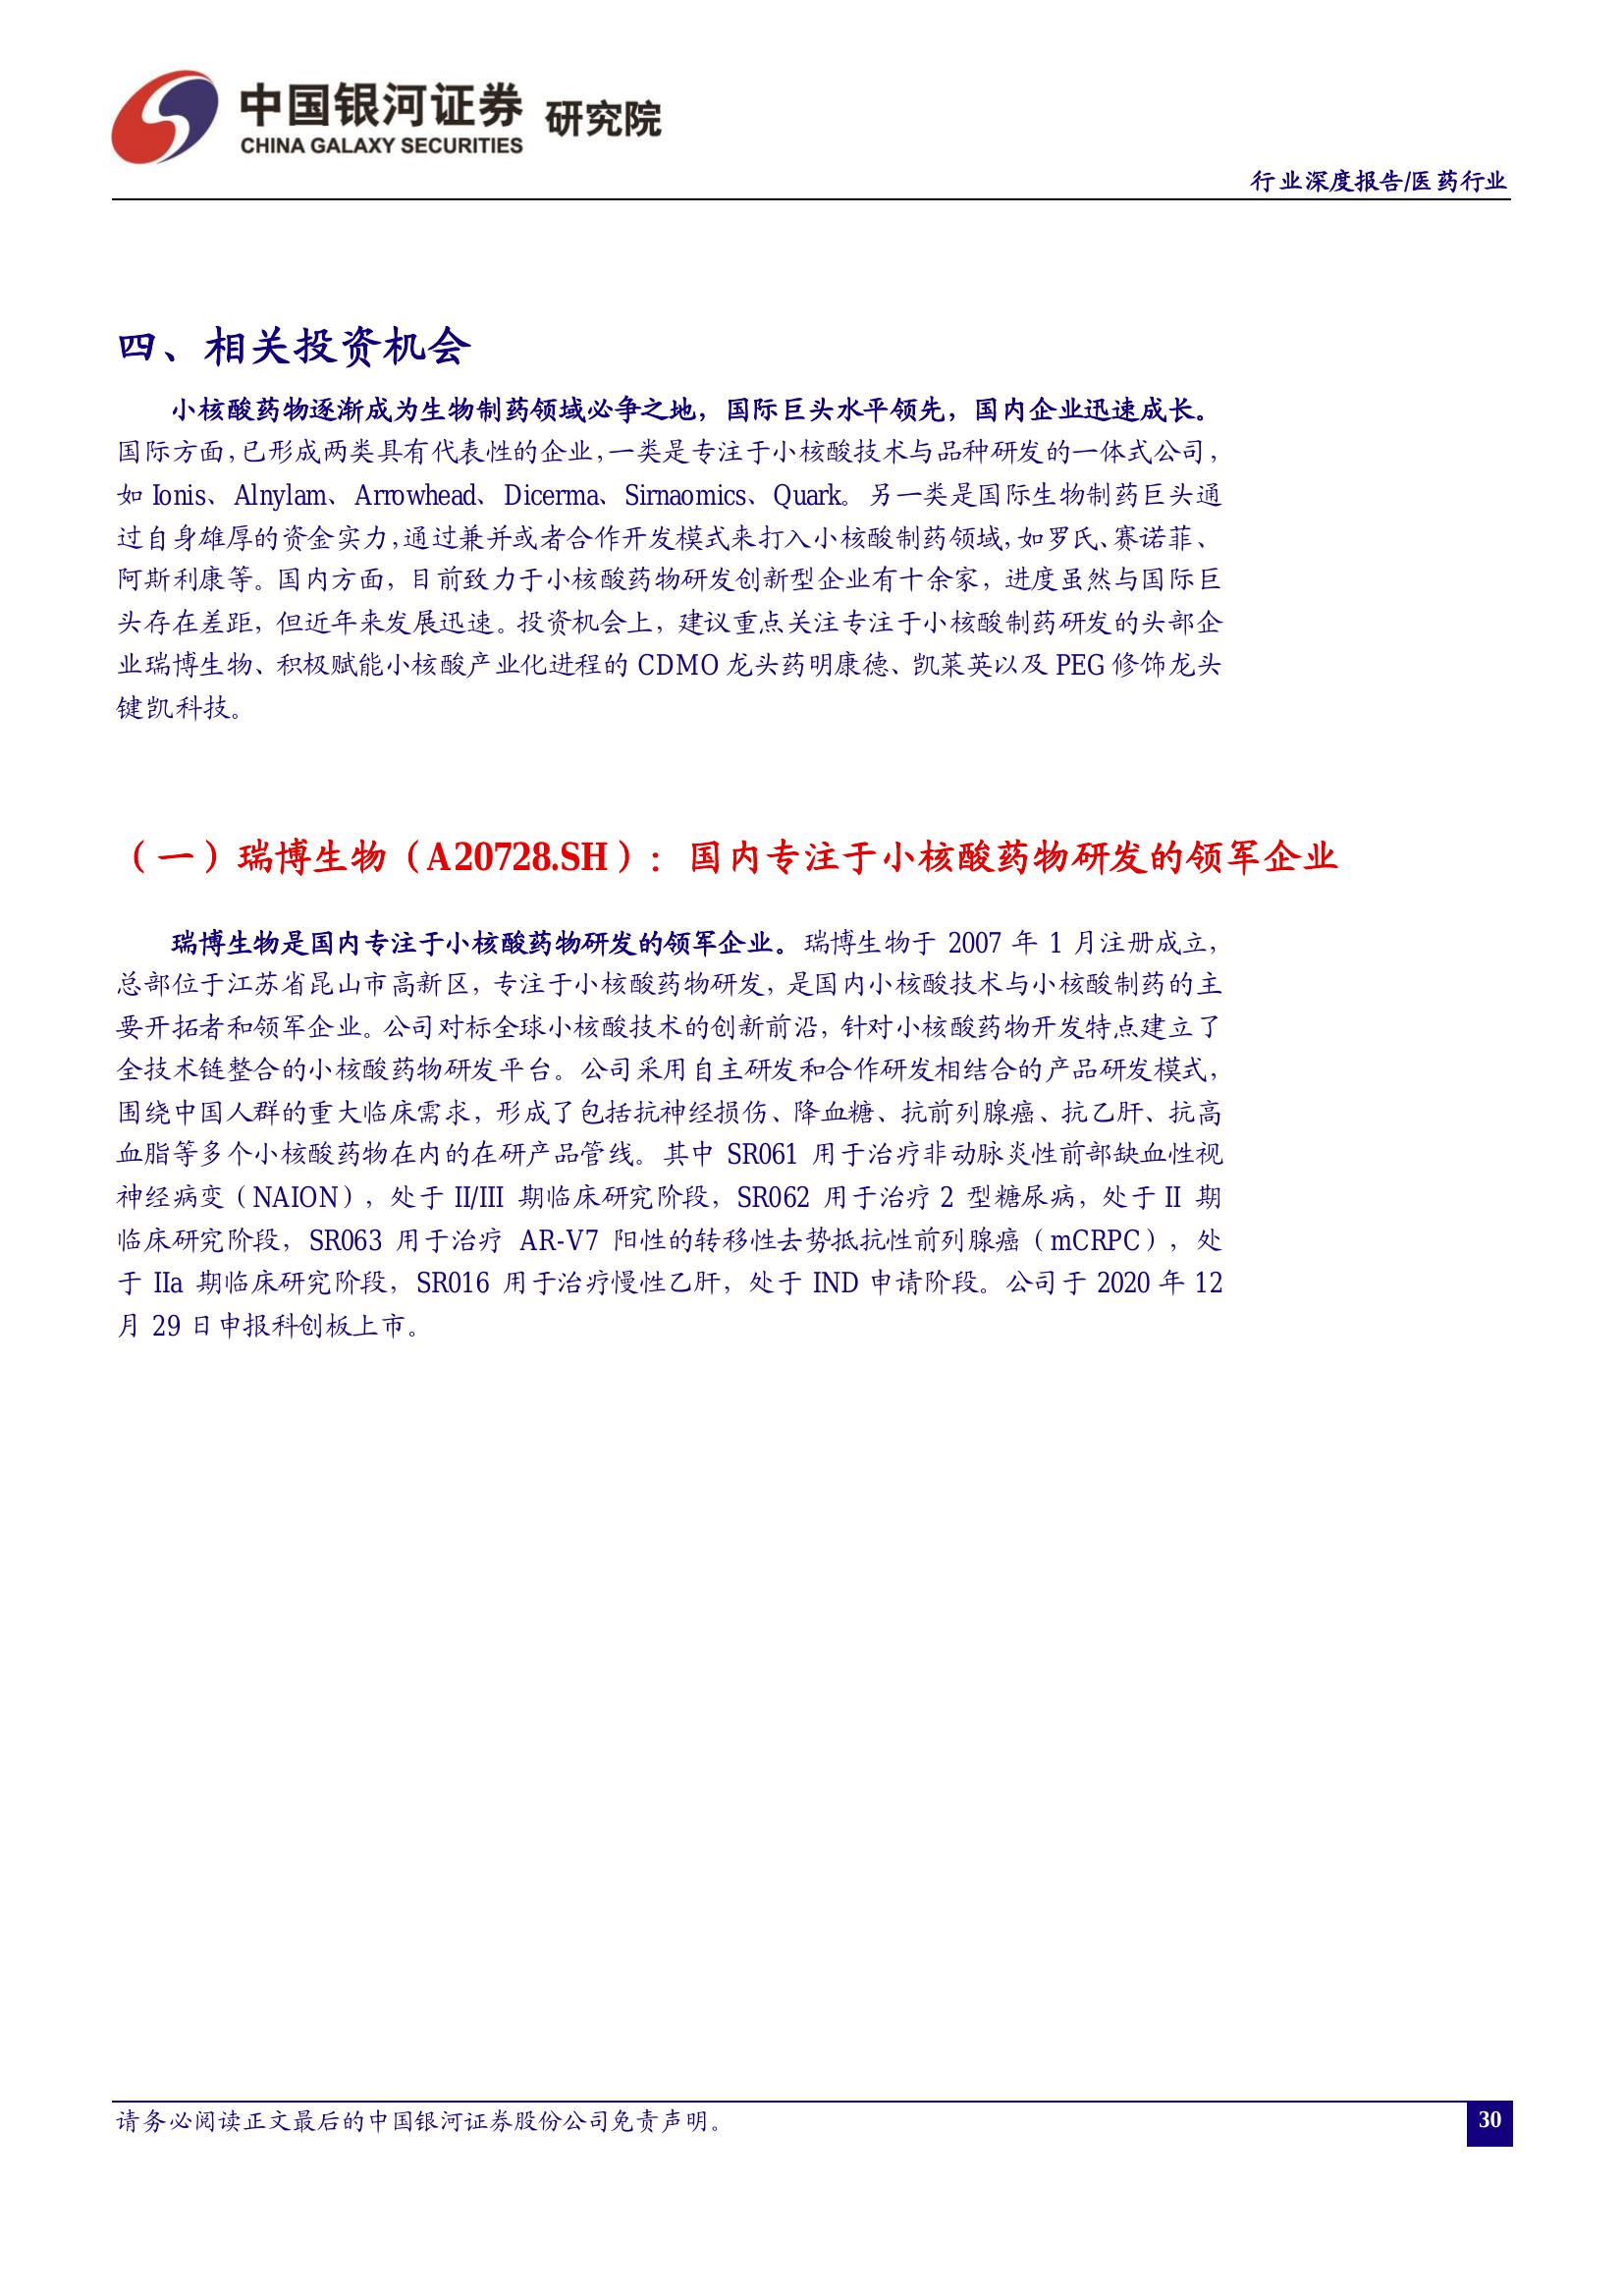 中国银河证券 研究院
CHINA GALAXY SECURITIES
行业深度报告/医药行业
四、相关投资机会
小核酸药物逐渐成为生物制药领域必争之地，国际巨头水平领先，国内企业迅速成长。
国际方面，已形成两类具有代表性的企业，一类是专注于小核酸技术与品种研发的一体式公司，
如 Ionis、Alnylam、Arrowhead、Dicerma、Sirnaomics、Quark。另一类是国际生物制药巨头通
过自身雄厚的资金实力，通过兼并或者合作开发模式来打入小核酸制药领域，如罗氏、赛诺菲、
阿斯利康等。国内方面，目前致力于小核酸药物研发创新型企业有十余家，进度虽然与国际巨
头存在差距，但近年来发展迅速。投资机会上，建议重点关注专注于小核酸制药研发的头部企
业瑞博生物、积极赋能小核酸产业化进程的 CDMO 龙头药明康德、凯莱英以及 PEG 修饰龙头
键凯科技。
（一）瑞博生物（A20728.SH）：国内专注于小核酸药物研发的领军企业
瑞博生物是国内专注于小核酸药物研发的领军企业。瑞博生物于 2007 年 1 月注册成立，
总部位于江苏省昆山市高新区，专注于小核酸药物研发，是国内小核酸技术与小核酸制药的主
要开拓者和领军企业。公司对标全球小核酸技术的创新前沿，针对小核酸药物开发特点建立了
全技术链整合的小核酸药物研发平台。公司采用自主研发和合作研发相结合的产品研发模式，
围绕中国人群的重大临床需求，形成了包括抗神经损伤、降血糖、抗前列腺癌、抗乙肝、抗高
血脂等多个小核酸药物在内的在研产品管线。其中 SR061 用于治疗非动脉炎性前部缺血性视
神经病变（NAION），处于 II/III 期临床研究阶段，SR062 用于治疗 2 型糖尿病，处于 II 期
临床研究阶段，SR063 用于治疗 AR-V7 阳性的转移性去势抵抗性前列腺癌（mCRPC），处
于 IIa 期临床研究阶段，SR016 用于治疗慢性乙肝，处于 IND 申请阶段。公司于 2020 年 12
月 29 日申报科创板上市。
请务必阅读正文最后的中国银河证券股份公司免责声明。
30